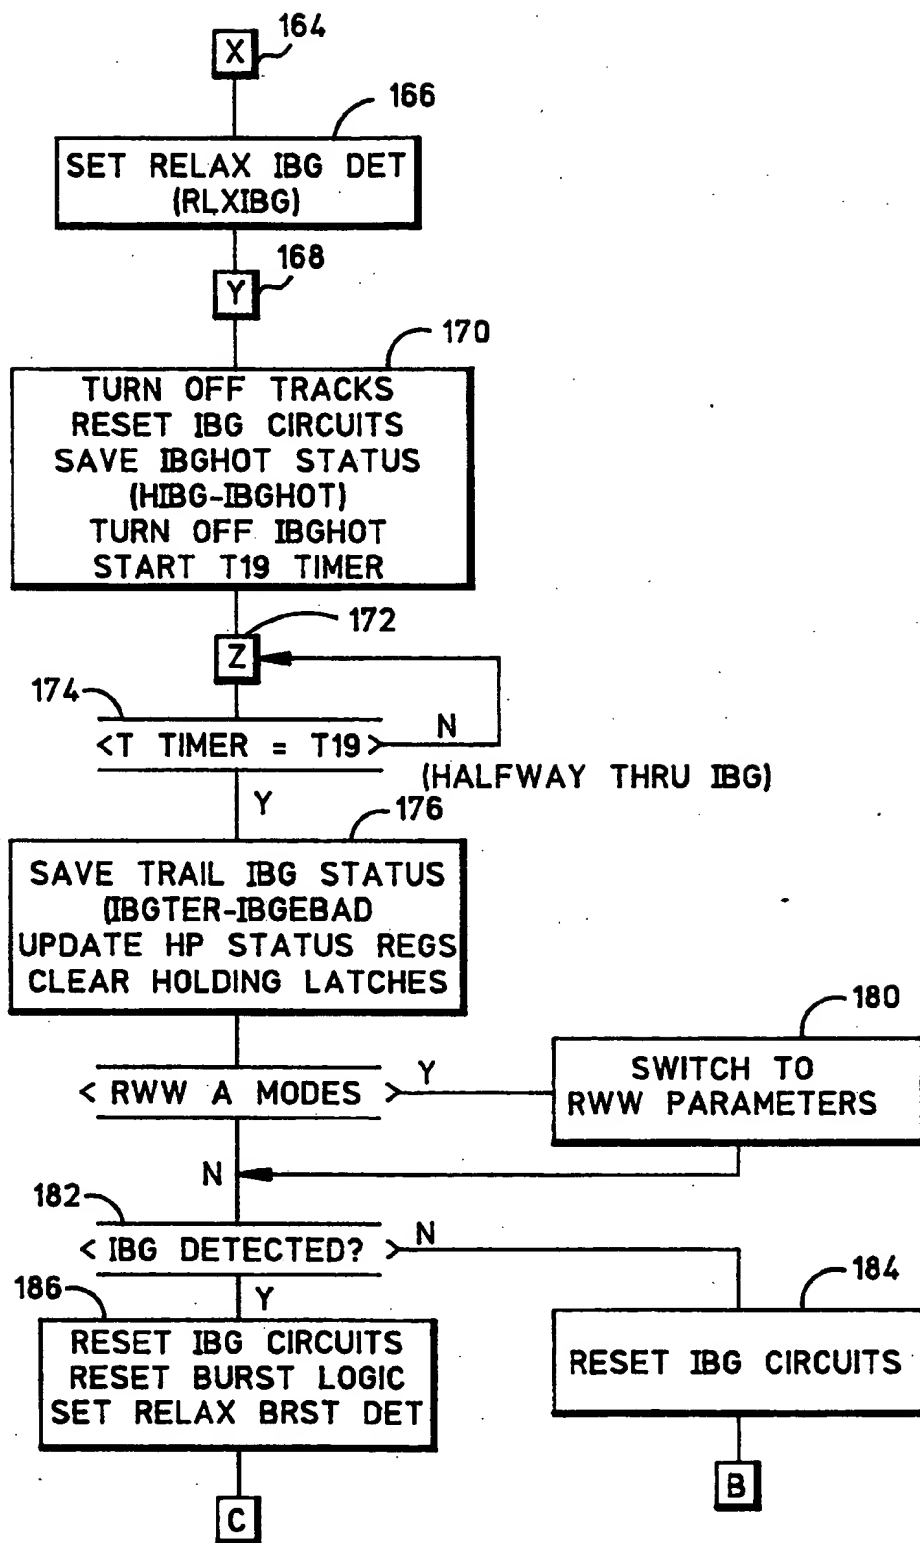 X
164
166
SET RELAX IBG DET
(RLXIBG)
Y
168
170
TURN OFF TRACKS
RESET IBG CIRCUITS
SAVE IBGHOT STATUS
(HIBG-IBGHOT)
TURN OFF IBGHOT
START T19 TIMER
172
Z
174
<T TIMER = T19>
N
(HALFWAY THRU IBG)
Y
176
SAVE TRAIL IBG STATUS
(IBGTER-IBGEBAD
UPDATE HP STATUS REGS
CLEAR HOLDING LATCHES
180
< RWW A MODES >
Y
SWITCH TO
RWW PARAMETERS
N
182
< IBG DETECTED? >
N
184
186
Y
RESET IBG CIRCUITS
RESET BURST LOGIC
SET RELAX BRST DET
RESET IBG CIRCUITS
B
C